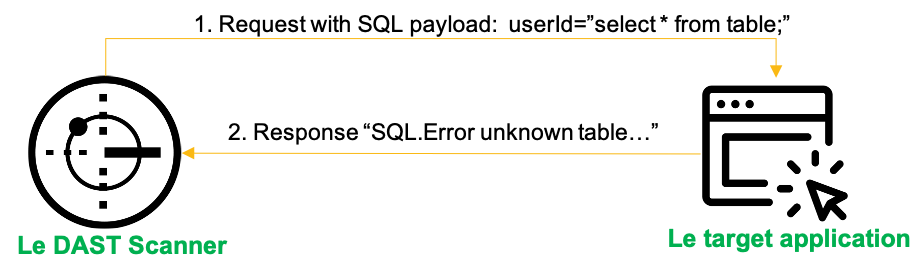 1. Request with SQL payload:  userId=”select * from table;”
2. Response “SQL.Error unknown table…”
Le DAST Scanner
Le target application